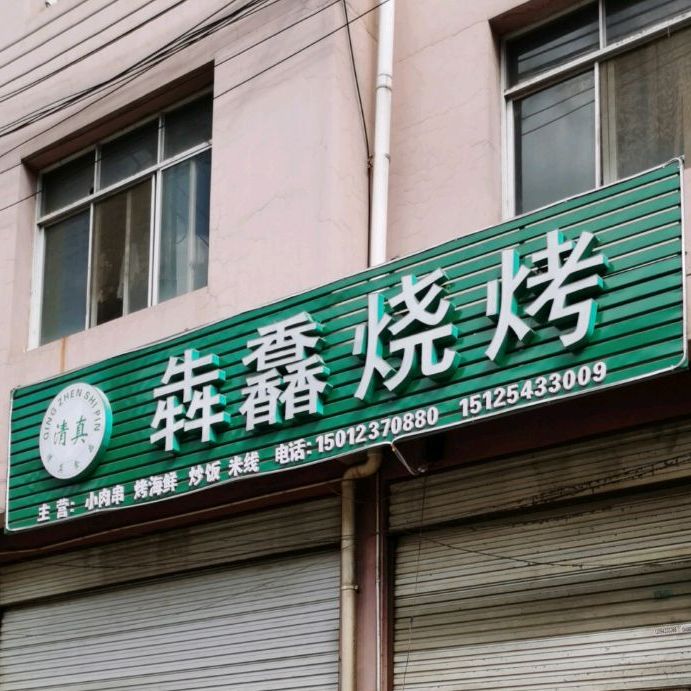 犇馫烧烤
QING ZHEN SHI PIN
清真
主营：小肉串 烤海鲜 炒饭 米线 电话:15012370880 15125433009